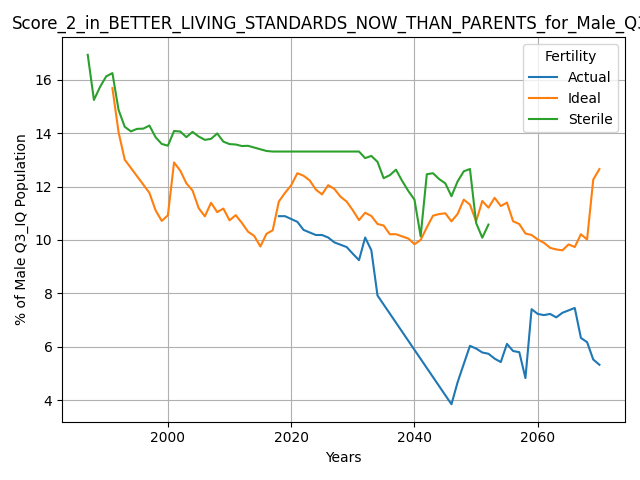 Score_2_in_BETTER_LIVING_STANDARDS_NOW_THAN_PARENTS_for_Male_Q3
Fertility
Actual
Ideal
Sterile
% of Male Q3_IQ Population
16
14
12
10
8
6
4
2000
2020
2040
2060
Years